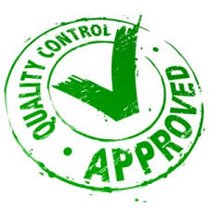 QUALITY CONTROL
• APPROVED •